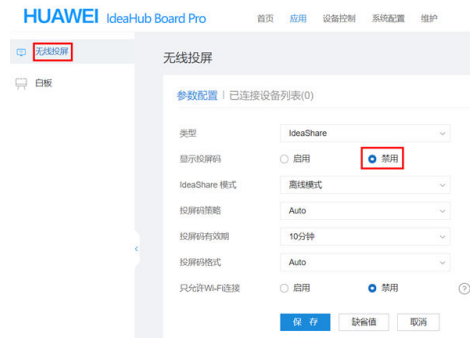 HUAWEI IdeaHub Board Pro 首页 应用 设备控制 系统配置 维护
无线投屏
白板
无线投屏
参数配置 | 已连接设备列表(0)
类型 IdeaShare
显示投屏码 启用 禁用
IdeaShare 模式 离线模式
投屏码策略 Auto
投屏码有效期 10分钟
投屏码格式 Auto
只允许Wi-Fi连接 启用 禁用 ?
保存 缺省值 取消